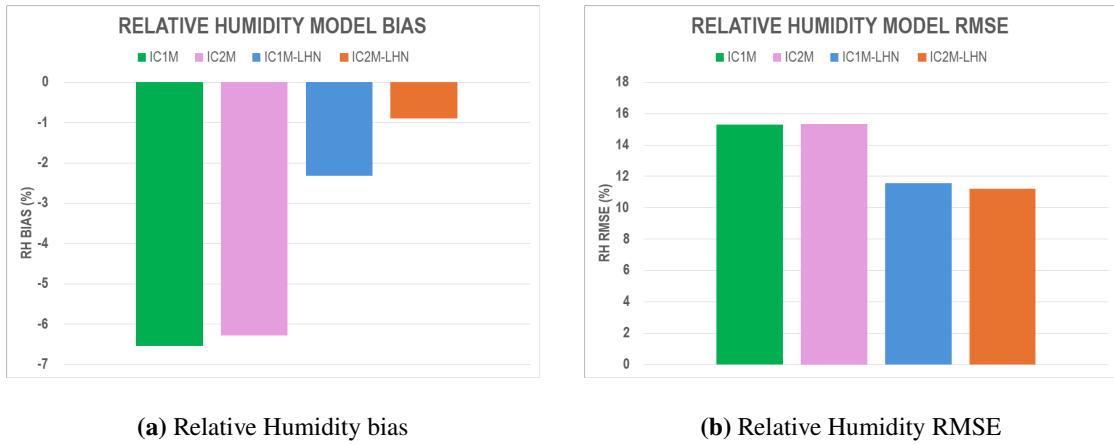 RELATIVE HUMIDITY MODEL BIAS
IC1M IC2M IC1M-LHN IC2M-LHN
RH BIAS (%)
0
-1
-2
-3
-4
-5
-6
-7
(a) Relative Humidity bias
RELATIVE HUMIDITY MODEL RMSE
IC1M IC2M IC1M-LHN IC2M-LHN
RH RMSE (%)
18
16
14
12
10
8
6
4
2
0
(b) Relative Humidity RMSE